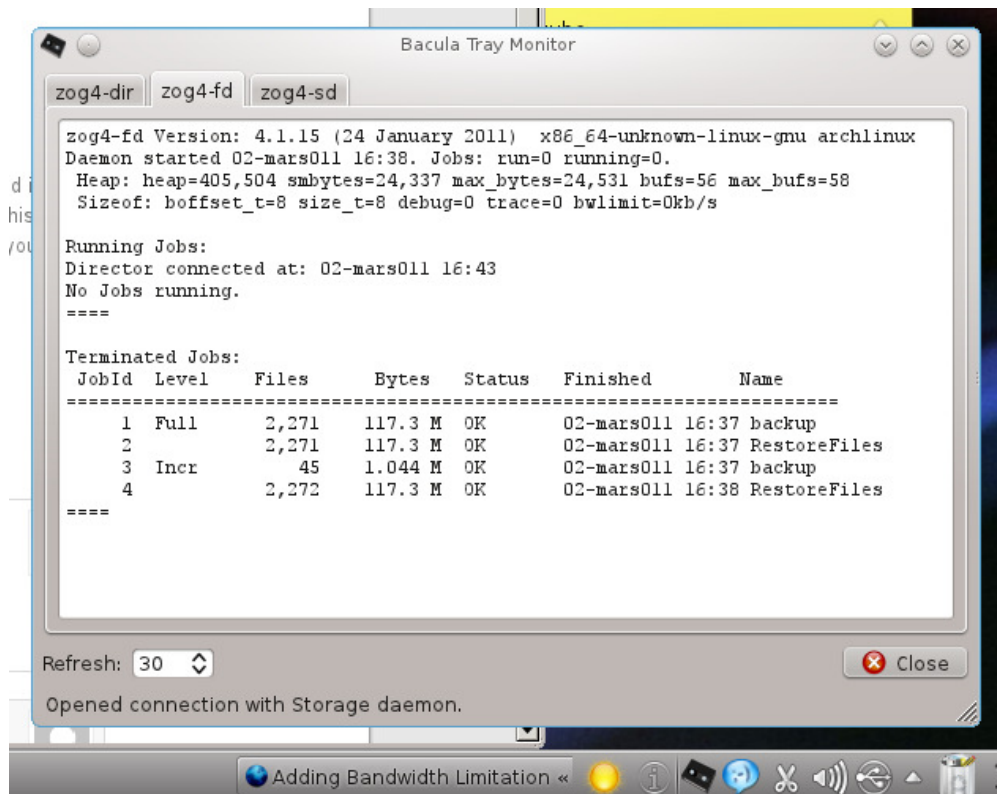 Bacula Tray Monitor
zog4-dir zog4-fd zog4-sd
zog4-fd Version: 4.1.15 (24 January 2011)  x86_64-unknown-linux-gnu archlinux
Daemon started 02-mars011 16:38. Jobs: run=0 running=0.
Heap: heap=405,504 smbytes=24,337 max_bytes=24,531 bufs=56 max_bufs=58
Sizeof: boffset_t=8 size_t=8 debug=0 trace=0 bwlimit=0kb/s
Running Jobs:
Director connected at: 02-mars011 16:43
No Jobs running.
====
Terminated Jobs:
JobId  Level    Files      Bytes   Status   Finished        Name
======================================================================
1  Full      2,271    117.3 M  OK       02-mars011 16:37 backup
2            2,271    117.3 M  OK       02-mars011 16:37 RestoreFiles
3  Incr         45    1.044 M  OK       02-mars011 16:37 backup
4            2,272    117.3 M  OK       02-mars011 16:38 RestoreFiles
====
Refresh: 30
Close
Opened connection with Storage daemon.
Adding Bandwidth Limitation «